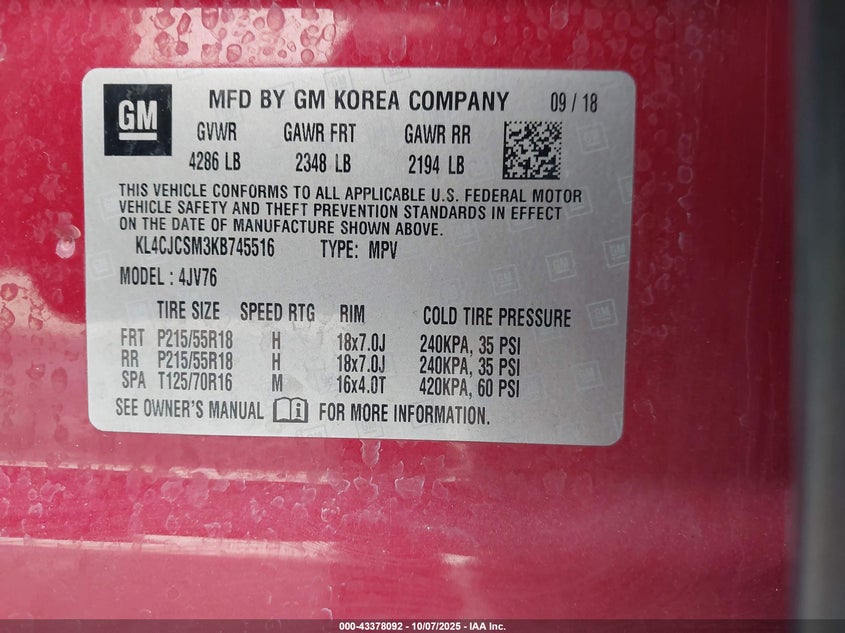 GM
MFD BY GM KOREA COMPANY 09 / 18
GVWR GAWR FRT GAWR RR
4286 LB 2348 LB 2194 LB
THIS VEHICLE CONFORMS TO ALL APPLICABLE U.S. FEDERAL MOTOR
VEHICLE SAFETY AND THEFT PREVENTION STANDARDS IN EFFECT
ON THE DATE OF MANUFACTURE SHOWN ABOVE.
KL4CJCSM3KB745516 TYPE: MPV
MODEL : 4JV76
TIRE SIZE SPEED RTG RIM COLD TIRE PRESSURE
FRT P215/55R18 H 18x7.0J 240KPA, 35 PSI
RR P215/55R18 H 18x7.0J 240KPA, 35 PSI
SPA T125/70R16 M 16x4.0T 420KPA, 60 PSI
SEE OWNER'S MANUAL i FOR MORE INFORMATION.
000-43378092 - 10/07/2025 - IAA Inc.